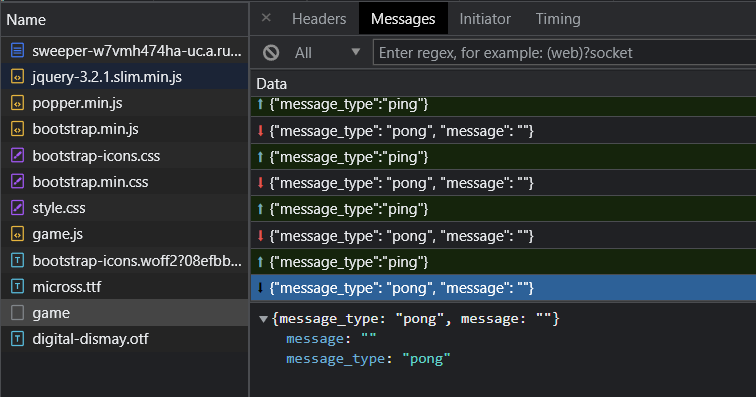 Name
sweeper-w7vmh474ha-uc.a.ru...
jquery-3.2.1.slim.min.js
popper.min.js
bootstrap.min.js
bootstrap-icons.css
bootstrap.min.css
style.css
game.js
bootstrap-icons.woff2?08efbb...
micross.ttf
game
digital-dismay.otf
× Headers Messages Initiator Timing
All ▼ Enter regex, for example: (web)?socket
Data
⬆ {"message_type":"ping"}
⬇ {"message_type": "pong", "message": ""}
⬆ {"message_type":"ping"}
⬇ {"message_type": "pong", "message": ""}
⬆ {"message_type":"ping"}
⬇ {"message_type": "pong", "message": ""}
⬆ {"message_type":"ping"}
⬇ {"message_type": "pong", "message": ""}
▼ {message_type: "pong", message: ""}
message: ""
message_type: "pong"